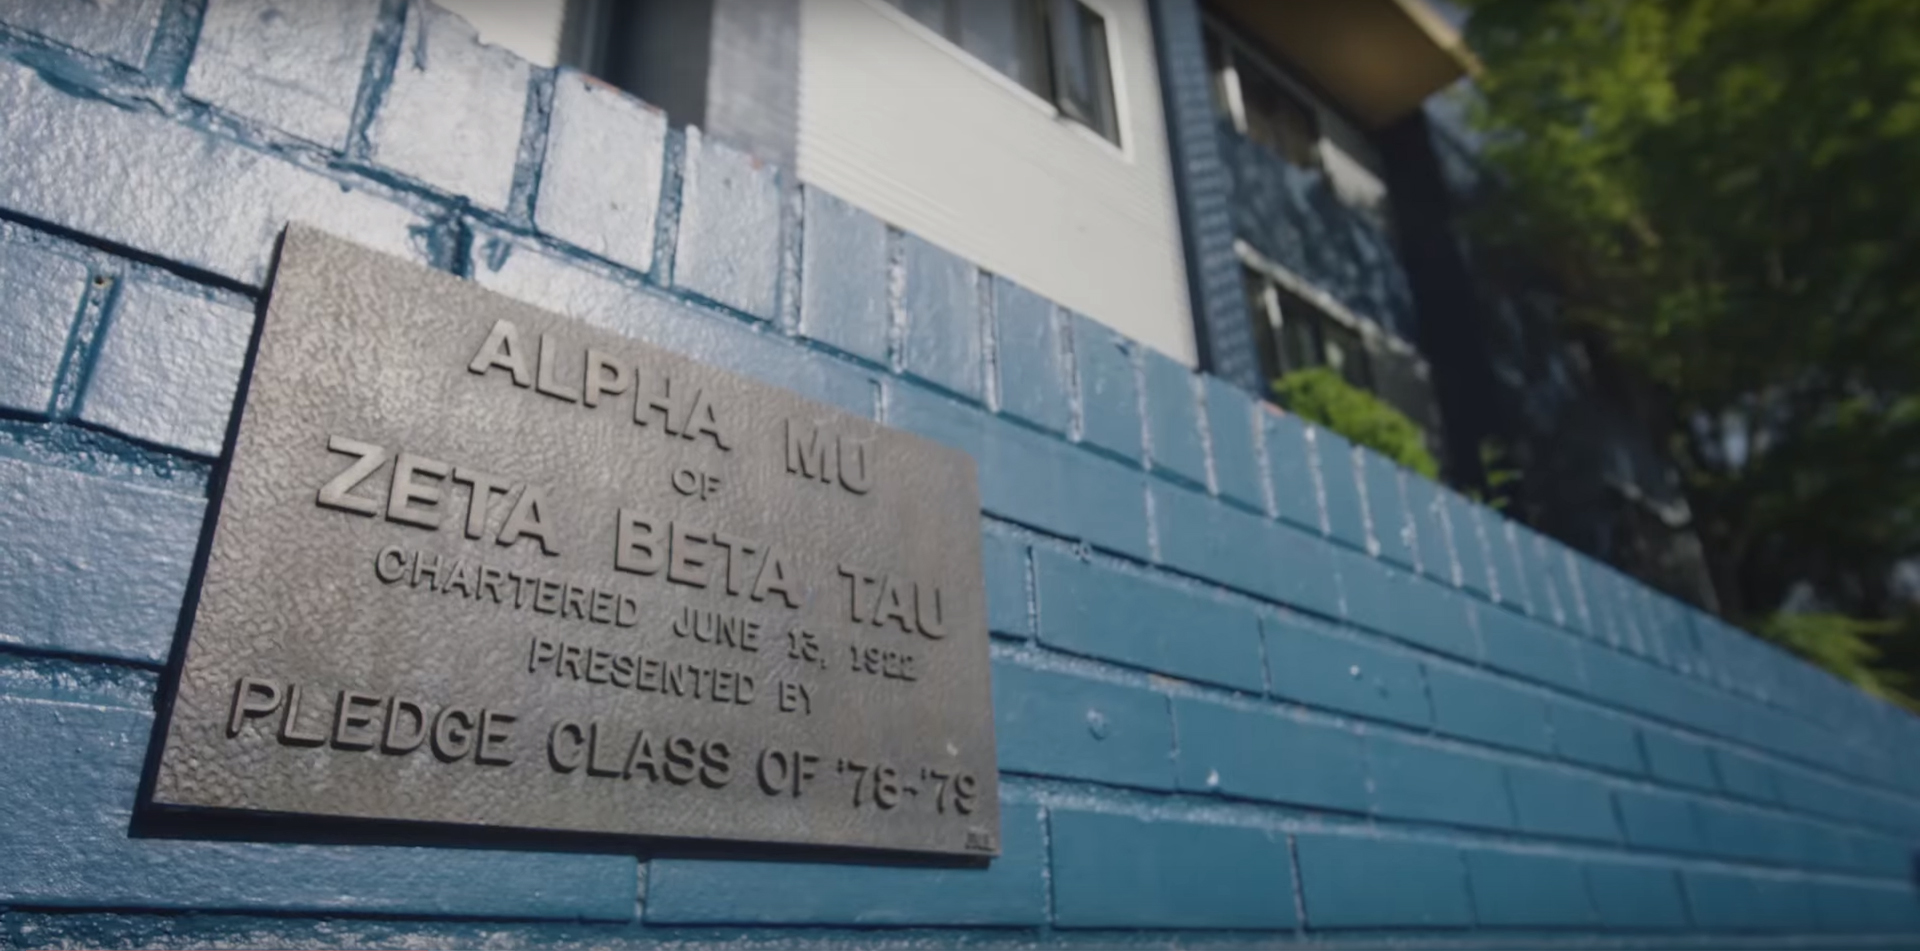 ALPHA MU
OF
ZETA BETA TAU
CHARTERED JUNE 13, 1922
PRESENTED BY
PLEDGE CLASS OF '78-'79